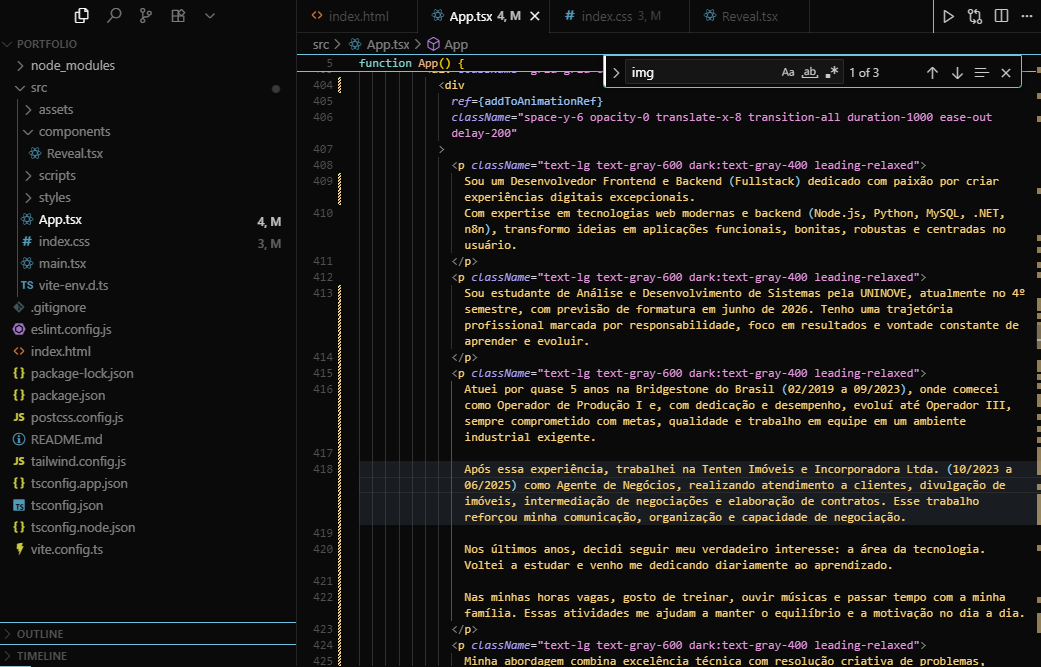 index.html
App.tsx 4, M
index.css 3, M
Reveal.tsx
PORTFOLIO
node_modules
src
assets
components
Reveal.tsx
scripts
styles
App.tsx 4, M
# index.css 3, M
main.tsx
TS vite-env.d.ts
.gitignore
eslint.config.js
<> index.html
{} package-lock.json
{} package.json
JS postcss.config.js
README.md
JS tailwind.config.js
{} tsconfig.app.json
TS tsconfig.json
{} tsconfig.node.json
vite.config.ts
OUTLINE
TIMELINE
src > App.tsx > App
5 function App() {
img Aa ab .* 1 of 3
404 <div
405 ref={addToAnimationRef}
406 className="space-y-6 opacity-0 translate-x-8 transition-all duration-1000 ease-out
delay-200"
407 >
408 <p className="text-lg text-gray-600 dark:text-gray-400 leading-relaxed">
409 Sou um Desenvolvedor Frontend e Backend (Fullstack) dedicado com paixão por criar
experiências digitais excepcionais.
410 Com expertise em tecnologias web modernas e backend (Node.js, Python, MySQL, .NET,
n8n), transformo ideias em aplicações funcionais, bonitas, robustas e centradas no
usuário.
411 </p>
412 <p className="text-lg text-gray-600 dark:text-gray-400 leading-relaxed">
413 Sou estudante de Análise e Desenvolvimento de Sistemas pela UNINOVE, atualmente no 4º
semestre, com previsão de formatura em junho de 2026. Tenho uma trajetória
profissional marcada por responsabilidade, foco em resultados e vontade constante de
aprender e evoluir.
414 </p>
415 <p className="text-lg text-gray-600 dark:text-gray-400 leading-relaxed">
416 Atuei por quase 5 anos na Bridgestone do Brasil (02/2019 a 09/2023), onde comecei
como Operador de Produção I e, com dedicação e desempenho, evoluí até Operador III,
sempre comprometido com metas, qualidade e trabalho em equipe em um ambiente
industrial exigente.
417
418 Após essa experiência, trabalhei na Tenten Imóveis e Incorporadora Ltda. (10/2023 a
06/2025) como Agente de Negócios, realizando atendimento a clientes, divulgação de
imóveis, intermediação de negociações e elaboração de contratos. Esse trabalho
reforçou minha comunicação, organização e capacidade de negociação.
419
420 Nos últimos anos, decidi seguir meu verdadeiro interesse: a área da tecnologia.
Voltei a estudar e venho me dedicando diariamente ao aprendizado.
421
422 Nas minhas horas vagas, gosto de treinar, ouvir músicas e passar tempo com a minha
família. Essas atividades me ajudam a manter o equilíbrio e a motivação no dia a dia.
423 </p>
424 <p className="text-lg text-gray-600 dark:text-gray-400 leading-relaxed">
425 Minha abordagem combina excelência técnica com resolução criativa de problemas,